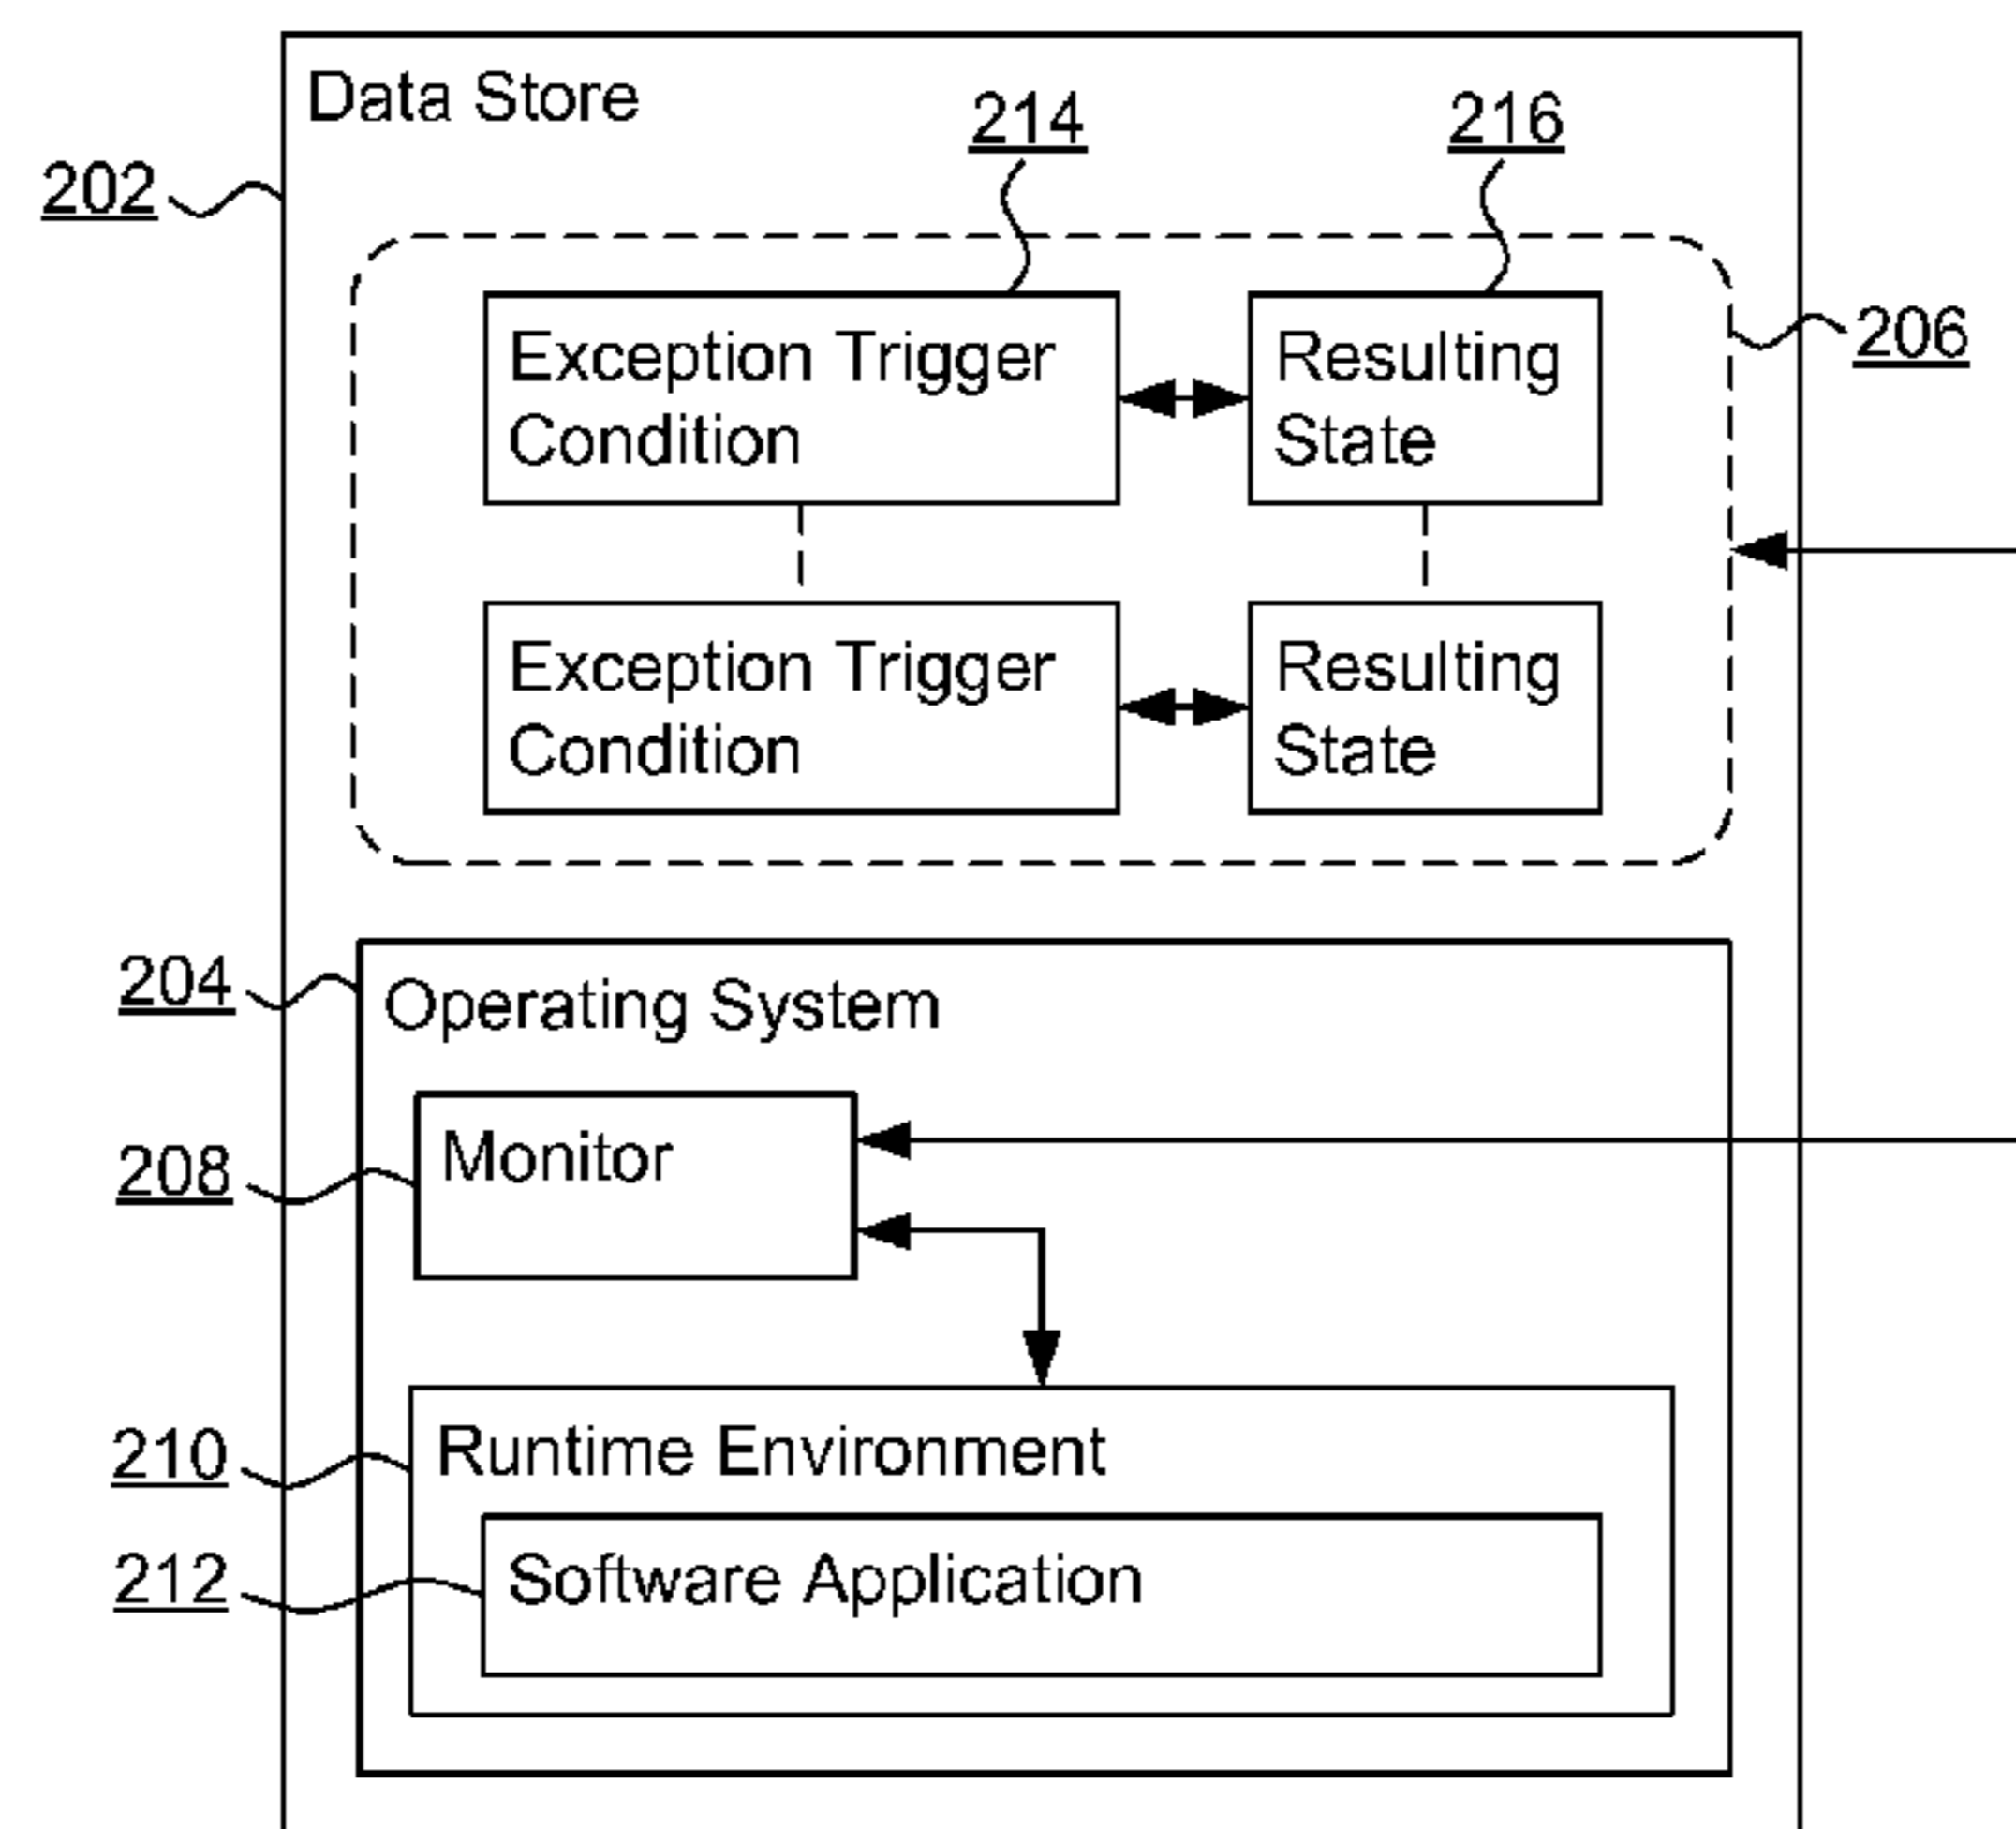 Data Store
214
216
202
206
Exception Trigger
Condition
Resulting
State
Exception Trigger
Condition
Resulting
State
204
Operating System
208
Monitor
210
Runtime Environment
212
Software Application